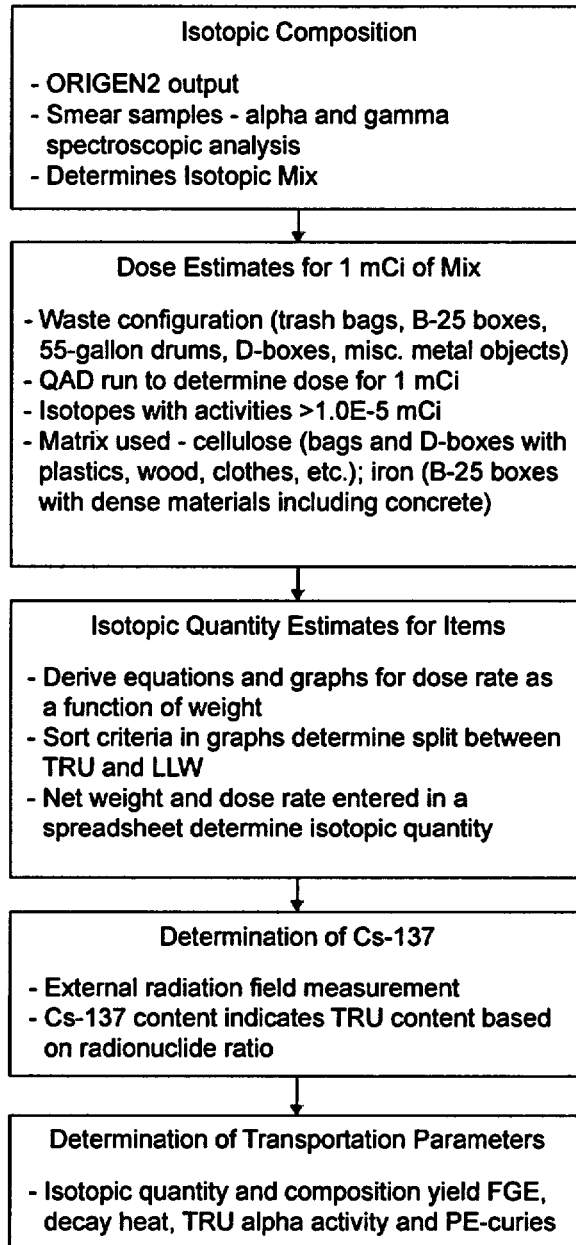 Isotopic Composition
- ORIGEN2 output
- Smear samples - alpha and gamma
spectroscopic analysis
- Determines Isotopic Mix
Dose Estimates for 1 mCi of Mix
- Waste configuration (trash bags, B-25 boxes,
55-gallon drums, D-boxes, misc. metal objects)
- QAD run to determine dose for 1 mCi
- Isotopes with activities >1.0E-5 mCi
- Matrix used - cellulose (bags and D-boxes with
plastics, wood, clothes, etc.); iron (B-25 boxes
with dense materials including concrete)
Isotopic Quantity Estimates for Items
- Derive equations and graphs for dose rate as
a function of weight
- Sort criteria in graphs determine split between
TRU and LLW
- Net weight and dose rate entered in a
spreadsheet determine isotopic quantity
Determination of Cs-137
- External radiation field measurement
- Cs-137 content indicates TRU content based
on radionuclide ratio
Determination of Transportation Parameters
- Isotopic quantity and composition yield FGE,
decay heat, TRU alpha activity and PE-curies